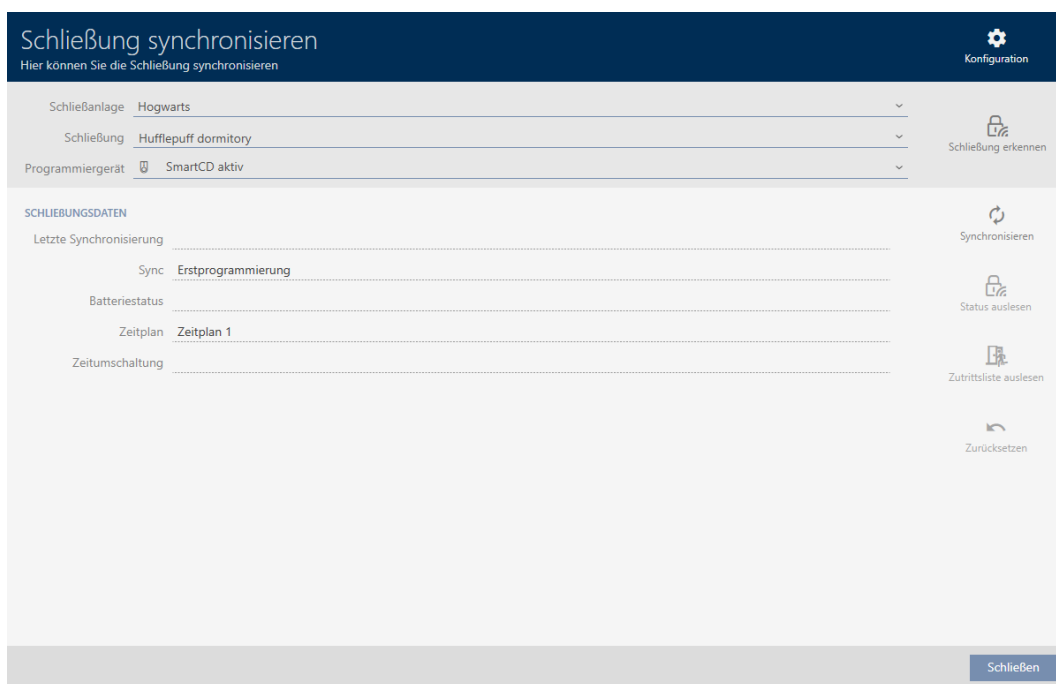 Schließung synchronisieren
Hier können Sie die Schließung synchronisieren
Konfiguration
Schließanlage Hogwarts
Schließung Hufflepuff dormitory
Programmiergerät SmartCD aktiv
Schließung erkennen
SCHLIEßUNGSDATEN
Letzte Synchronisierung
Sync Erstprogrammierung
Batteriestatus
Zeitplan Zeitplan 1
Zeitumschaltung
Synchronisieren
Status auslesen
Zutrittsliste auslesen
Zurücksetzen
Schließen